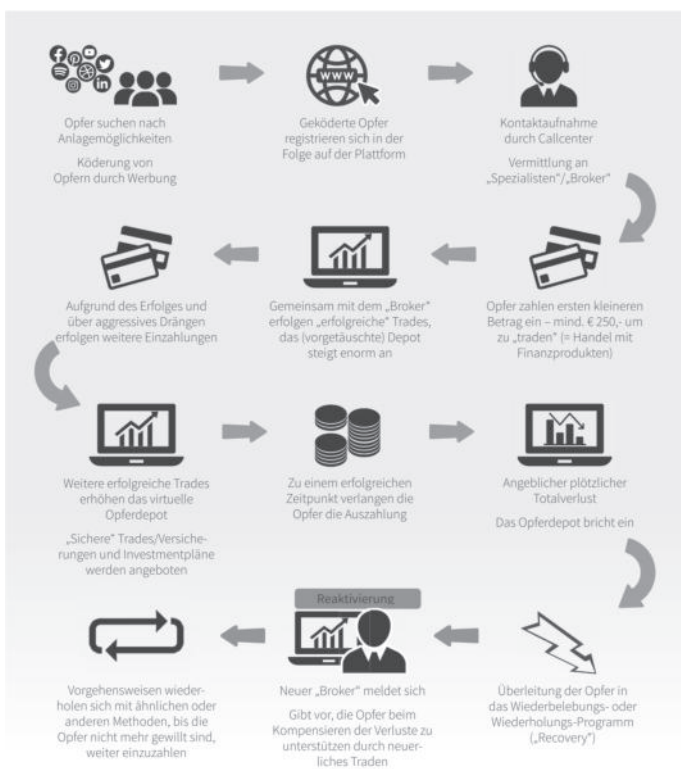 WWW
Opfer suchen nach
Anlagemöglichkeiten
Köderung von
Opfern durch Werbung
Geköderte Opfer
registrieren sich in der
Folge auf der Plattform
Kontaktaufnahme
durch Callcenter
Vermittlung an
„Spezialisten“/„Broker“
Opfer zahlen ersten kleineren
Betrag ein – mind. € 250,- um
zu „traden“ (= Handel mit
Finanzprodukten)
Gemeinsam mit dem „Broker“
erfolgen „erfolgreiche“ Trades,
das (vorgetäuschte) Depot
steigt enorm an
Aufgrund des Erfolges und
über aggressives Drängen
erfolgen weitere Einzahlungen
Weitere erfolgreiche Trades
erhöhen das virtuelle
Opferdepot
„Sichere“ Trades/Versiche-
rungen und Investmentpläne
werden angeboten
Zu einem erfolgreichen
Zeitpunkt verlangen die
Opfer die Auszahlung
Angeblicher plötzlicher
Totalverlust
Das Opferdepot bricht ein
Überleitung der Opfer in
das Wiederbelebungs- oder
Wiederholungs-Programm
(„Recovery“)
Reaktivierung
Neuer „Broker“ meldet sich
Gibt vor, die Opfer beim
Kompensieren der Verluste zu
unterstützen durch neuer-
liches Traden
Vorgehensweisen wieder-
holen sich mit ähnlichen oder
anderen Methoden, bis die
Opfer nicht mehr gewillt sind,
weiter einzuzahlen